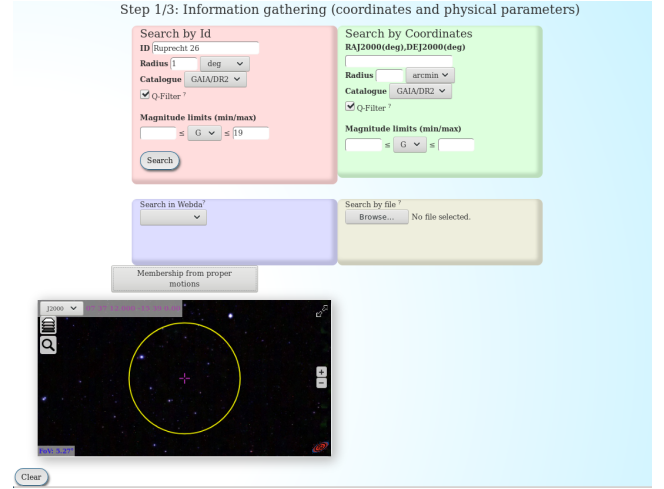 Step 1/3: Information gathering (coordinates and physical parameters)
Search by Id
ID Ruprecht 26
Radius 1 deg
Catalogue GAIA/DR2
Q-Filter ?
Magnitude limits (min/max)
≤ G ≤ 19
Search
Search by Coordinates
RAJ2000(deg),DEJ2000(deg)
Radius arcmin
Catalogue GAIA/DR2
Q-Filter ?
Magnitude limits (min/max)
≤ G ≤
Search in Webda?
Search by file ?
Browse... No file selected.
Membership from proper
motions
J2000
+
−
FoV: 5.27°
Clear